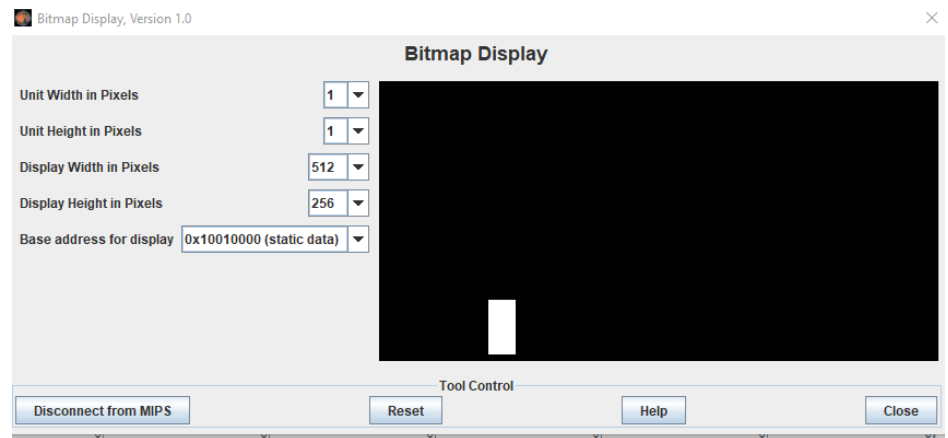 Bitmap Display, Version 1.0
Bitmap Display
Unit Width in Pixels 1
Unit Height in Pixels 1
Display Width in Pixels 512
Display Height in Pixels 256
Base address for display 0x10010000 (static data)
Tool Control
Disconnect from MIPS Reset Help Close